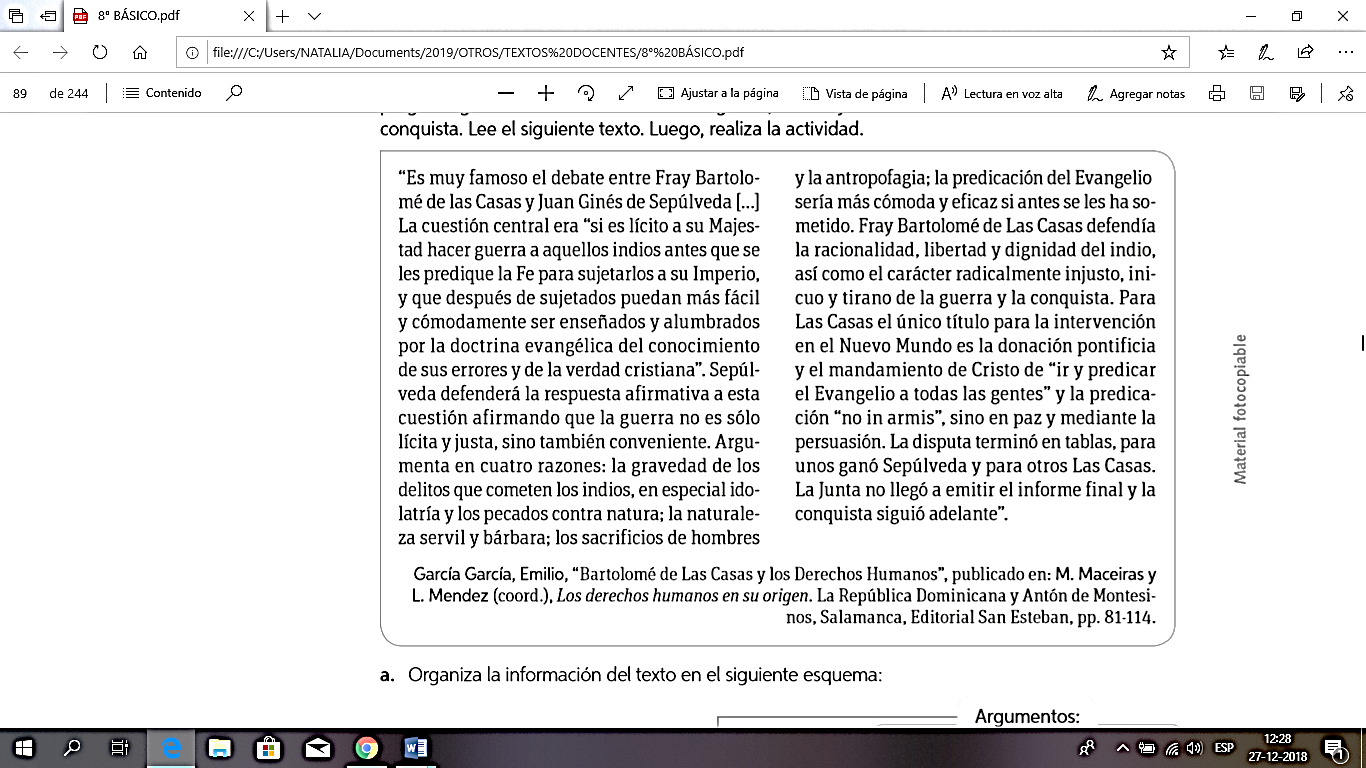 8° BÁSICO.pdf
file:///C:/Users/NATALIA/Documents/2019/OTROS/TEXTOS%20DOCENTES/8°%20BÁSICO.pdf
89 de 244 Contenido Ajustar a la página Vista de página Lectura en voz alta Agregar notas
conquista. Lee el siguiente texto. Luego, realiza la actividad.
“Es muy famoso el debate entre Fray Bartolo-
mé de las Casas y Juan Ginés de Sepúlveda [...]
La cuestión central era “si es lícito a su Majes-
tad hacer guerra a aquellos indios antes que se
les predique la Fe para sujetarlos a su Imperio,
y que después de sujetados puedan más fácil
y cómodamente ser enseñados y alumbrados
por la doctrina evangélica del conocimiento
de sus errores y de la verdad cristiana”. Sepúl-
veda defenderá la respuesta afirmativa a esta
cuestión afirmando que la guerra no es sólo
lícita y justa, sino también conveniente. Argu-
menta en cuatro razones: la gravedad de los
delitos que cometen los indios, en especial ido-
latría y los pecados contra natura; la naturale-
za servil y bárbara; los sacrificios de hombres
y la antropofagia; la predicación del Evangelio
sería más cómoda y eficaz si antes se les ha so-
metido. Fray Bartolomé de Las Casas defendía
la racionalidad, libertad y dignidad del indio,
así como el carácter radicalmente injusto, ini-
cuo y tirano de la guerra y la conquista. Para
Las Casas el único título para la intervención
en el Nuevo Mundo es la donación pontificia
y el mandamiento de Cristo de “ir y predicar
el Evangelio a todas las gentes” y la predica-
ción “no in armis”, sino en paz y mediante la
persuasión. La disputa terminó en tablas, para
unos ganó Sepúlveda y para otros Las Casas.
La Junta no llegó a emitir el informe final y la
conquista siguió adelante”.
García García, Emilio, “Bartolomé de Las Casas y los Derechos Humanos”, publicado en: M. Maceiras y
L. Mendez (coord.), Los derechos humanos en su origen. La República Dominicana y Antón de Montesi-
nos, Salamanca, Editorial San Esteban, pp. 81-114.
Material fotocopiable
a. Organiza la información del texto en el siguiente esquema:
Argumentos:
ESP
12:28
27-12-2018